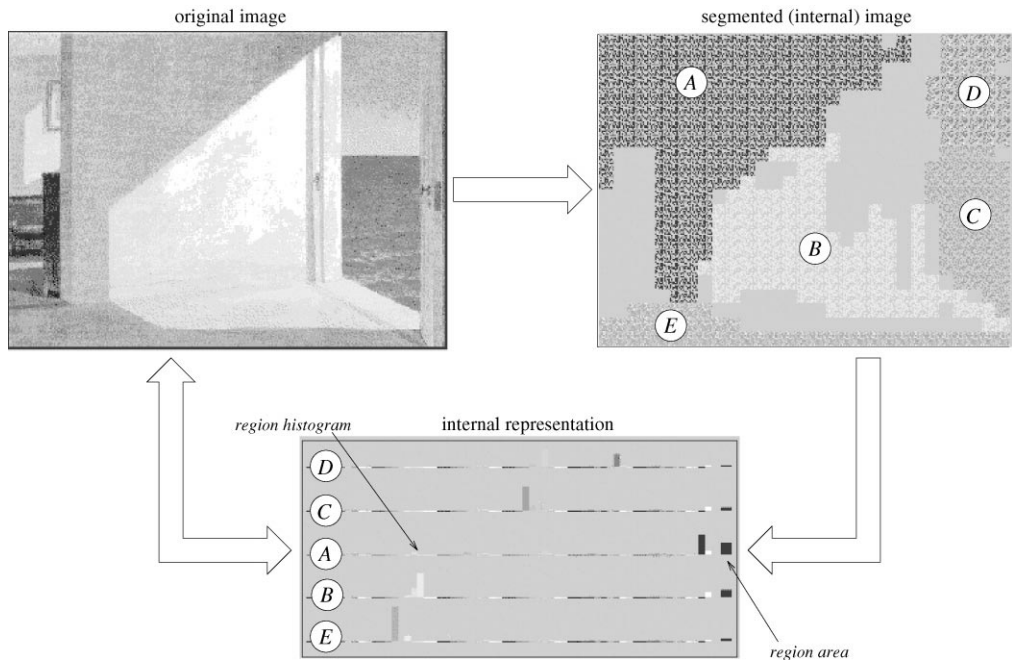 original image
segmented (internal) image
A
D
C
B
E
region histogram
internal representation
D
C
A
B
E
region area